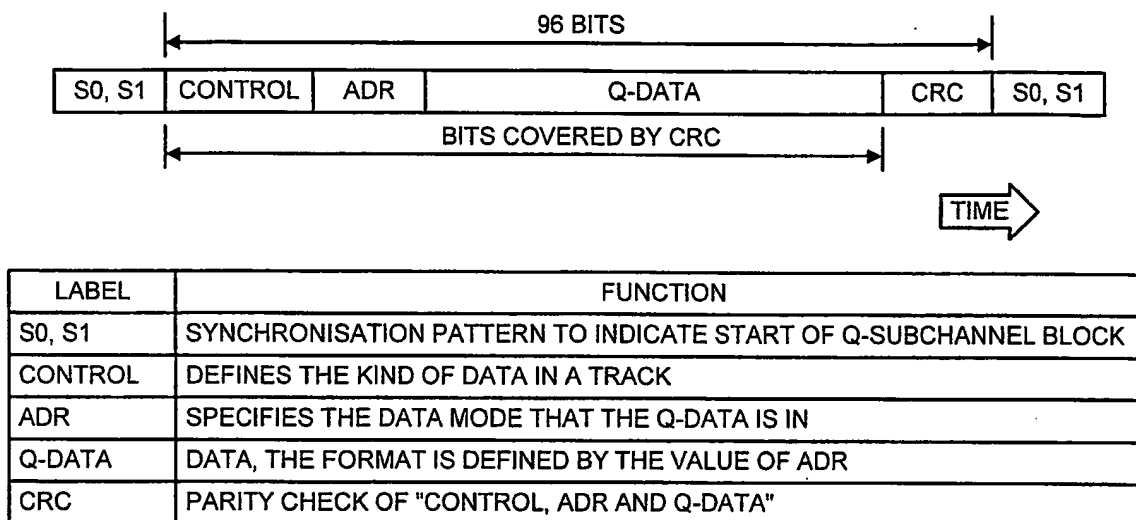 96 BITS
S0, S1 CONTROL ADR Q-DATA CRC S0, S1
BITS COVERED BY CRC
TIME
LABEL FUNCTION
S0, S1 SYNCHRONISATION PATTERN TO INDICATE START OF Q-SUBCHANNEL BLOCK
CONTROL DEFINES THE KIND OF DATA IN A TRACK
ADR SPECIFIES THE DATA MODE THAT THE Q-DATA IS IN
Q-DATA DATA, THE FORMAT IS DEFINED BY THE VALUE OF ADR
CRC PARITY CHECK OF "CONTROL, ADR AND Q-DATA"